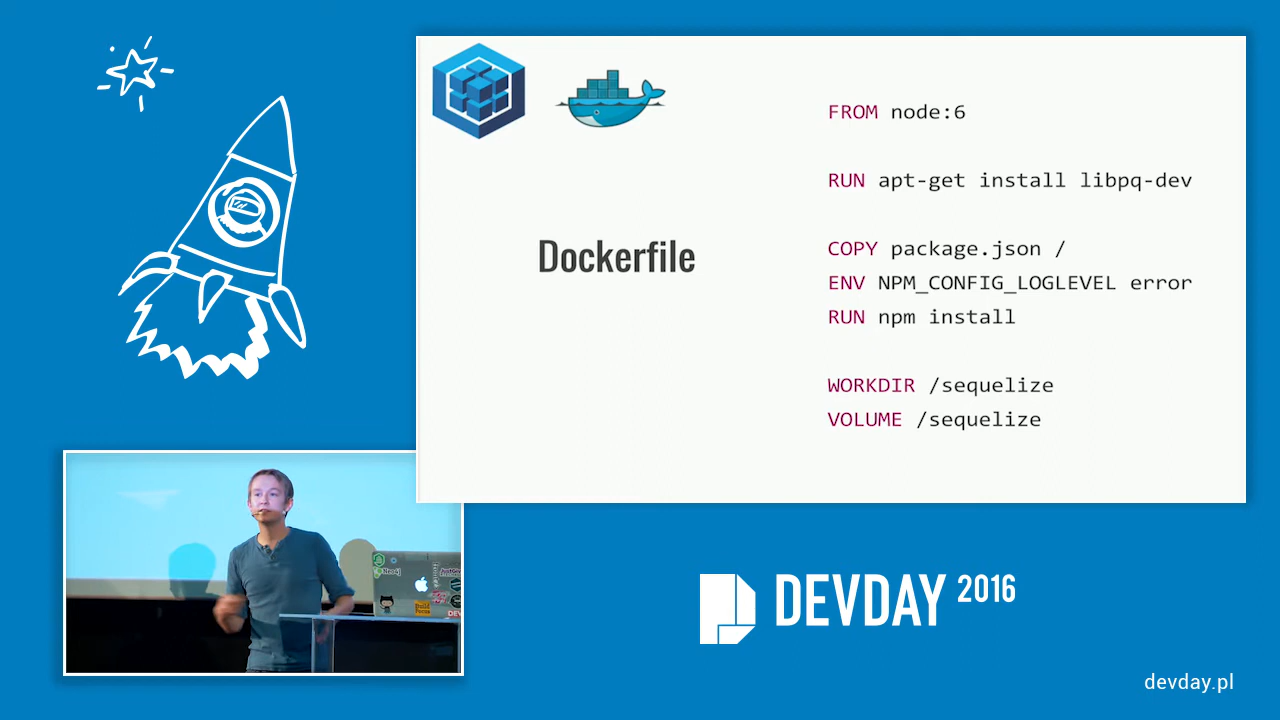 FROM node:6
RUN apt-get install libpq-dev
Dockerfile
COPY package.json /
ENV NPM_CONFIG_LOGLEVEL error
RUN npm install
WORKDIR /sequelize
VOLUME /sequelize
DEVDAY 2016
devday.pl